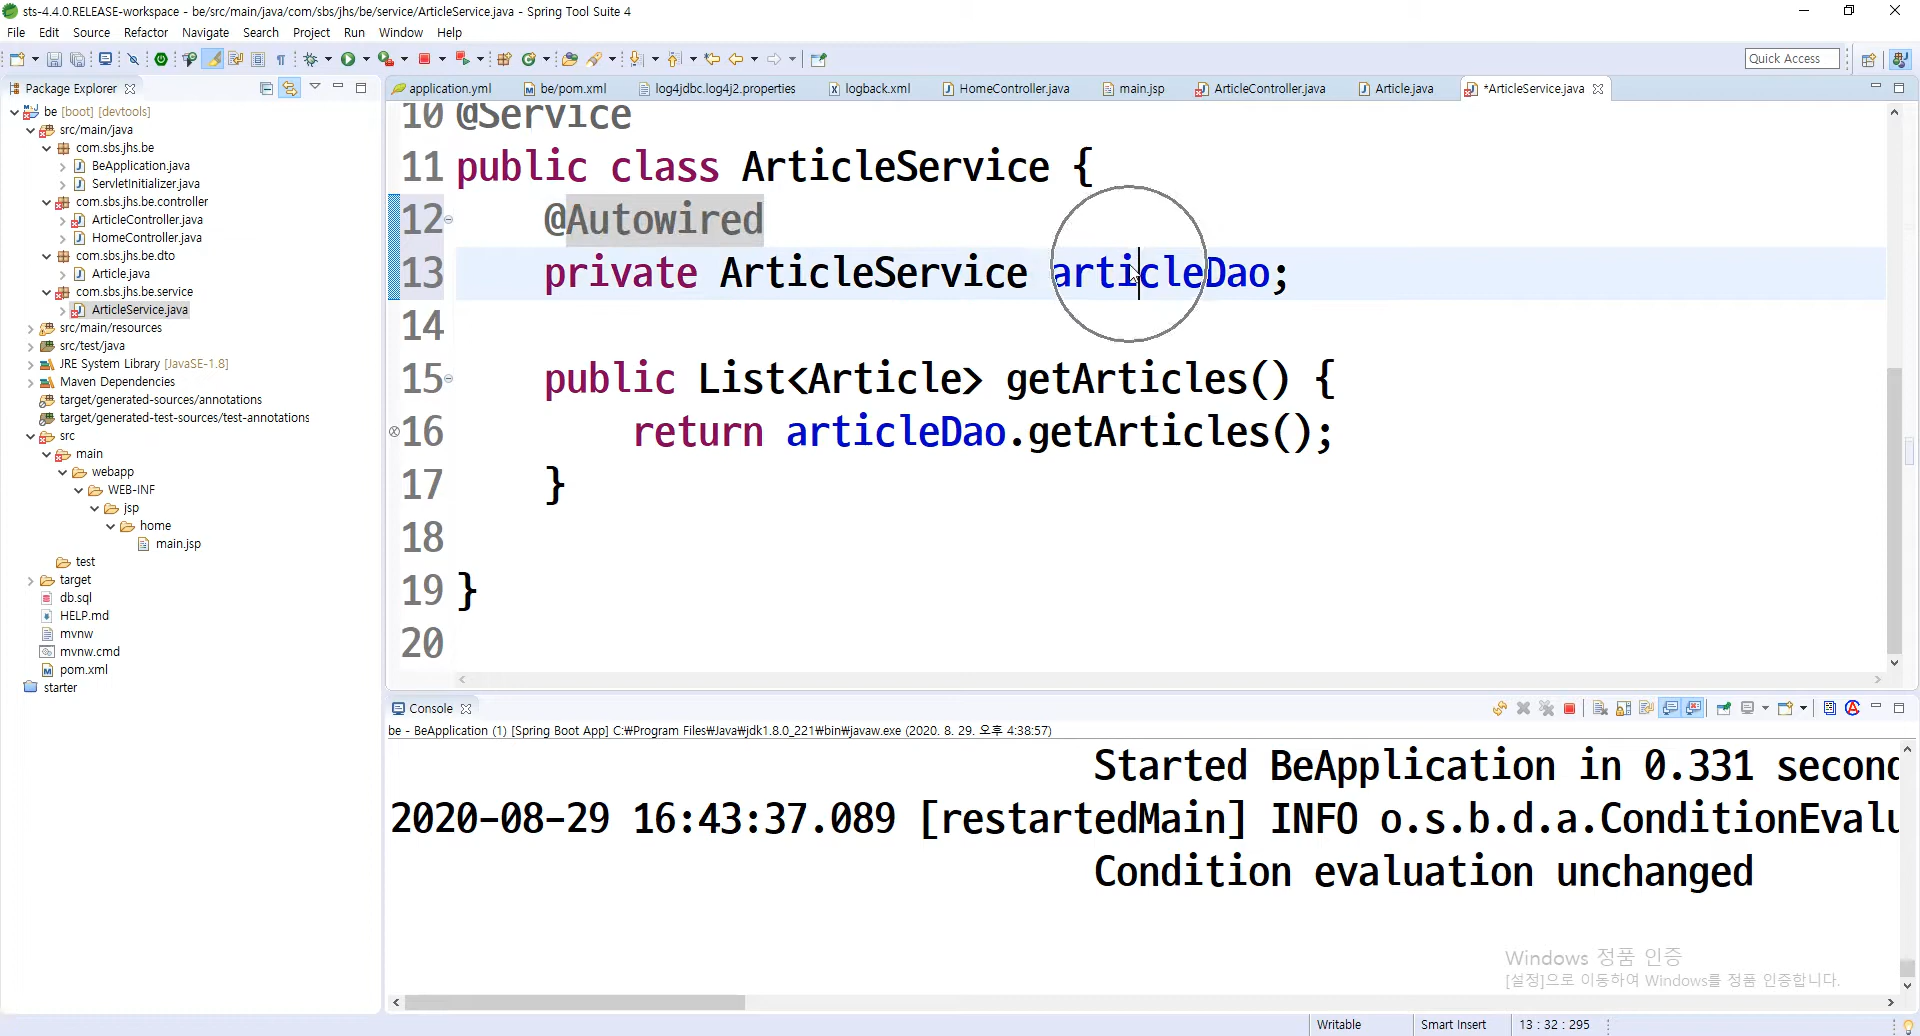 sts-4.4.0.RELEASE-workspace - be/src/main/java/com/sbs/jhs/be/service/ArticleService.java - Spring Tool Suite 4
File Edit Source Refactor Navigate Search Project Run Window Help
Quick Access
Package Explorer
application.yml be/pom.xml log4jdbc.log4j2.properties logback.xml HomeController.java main.jsp ArticleController.java Article.java *ArticleService.java
be [boot] [devtools]
src/main/java
com.sbs.jhs.be
BeApplication.java
ServletInitializer.java
com.sbs.jhs.be.controller
ArticleController.java
HomeController.java
com.sbs.jhs.be.dto
Article.java
com.sbs.jhs.be.service
ArticleService.java
src/main/resources
src/test/java
JRE System Library [JavaSE-1.8]
Maven Dependencies
target/generated-sources/annotations
target/generated-test-sources/test-annotations
src
main
webapp
WEB-INF
jsp
home
main.jsp
test
target
db.sql
HELP.md
mvnw
mvnw.cmd
pom.xml
starter
10 @Service
11 public class ArticleService {
12 @Autowired
13 private ArticleService articleDao;
14
15 public List<Article> getArticles() {
16 return articleDao.getArticles();
17 }
18
19 }
20
Console
be - BeApplication (1) [Spring Boot App] C:₩Program Files₩Java₩jdk1.8.0_221₩bin₩javaw.exe (2020. 8. 29. 오후 4:38:57)
Started BeApplication in 0.331 second
2020-08-29 16:43:37.089 [restartedMain] INFO o.s.b.d.a.ConditionEvalu
Condition evaluation unchanged
Windows 정품 인증
[설정]으로 이동하여 Windows를 정품 인증합니다.
Writable Smart Insert 13 : 32 : 295